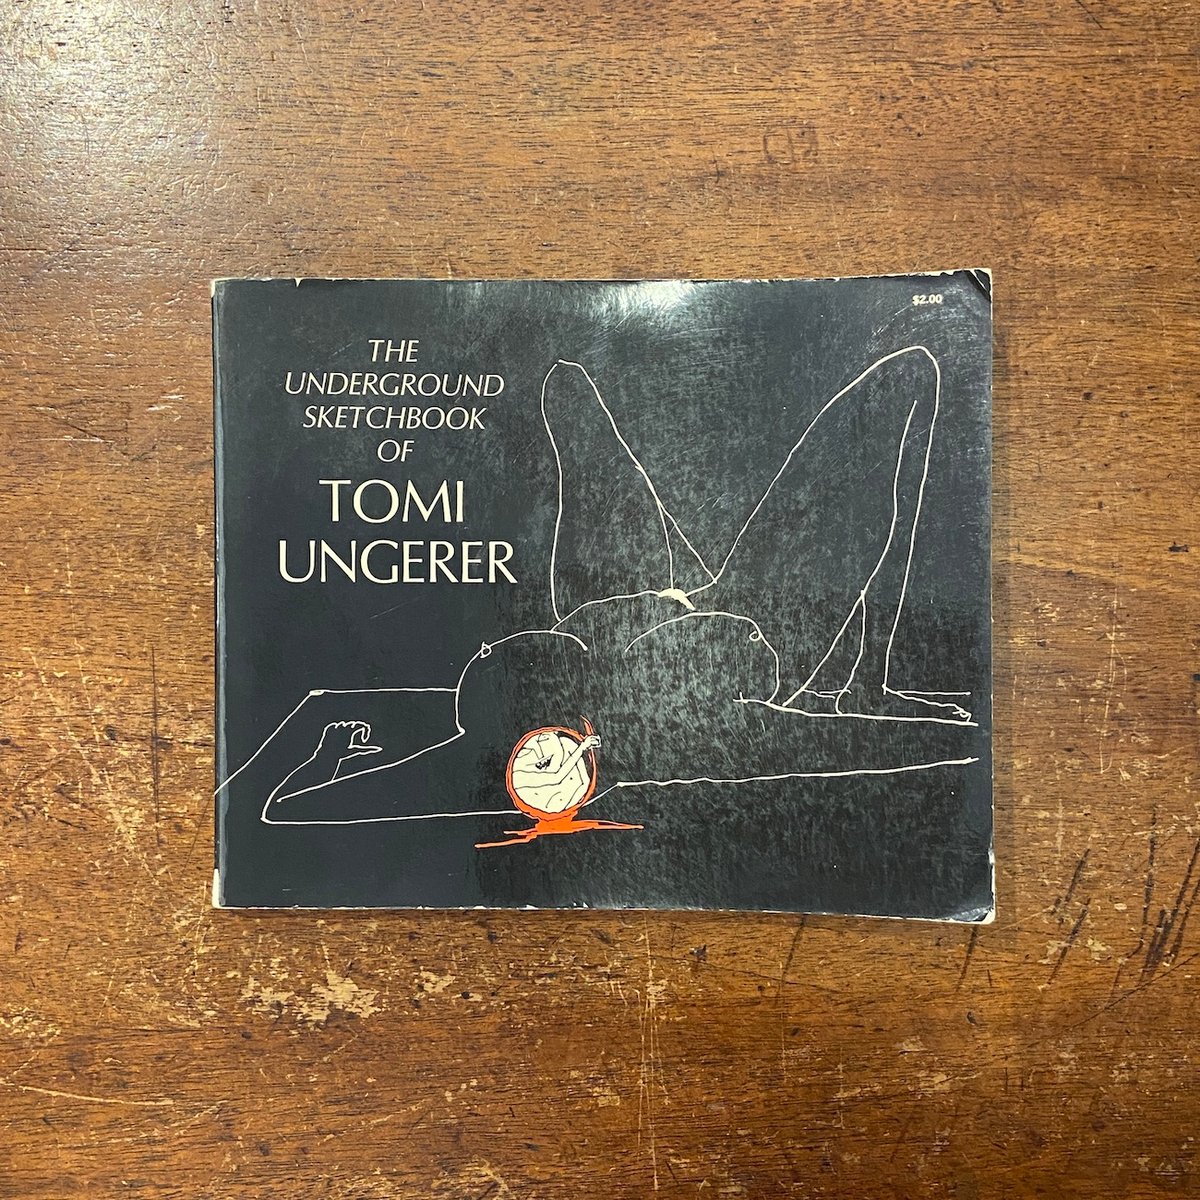 $2.00
THE
UNDERGROUND
SKETCHBOOK
OF
TOMI
UNGERER